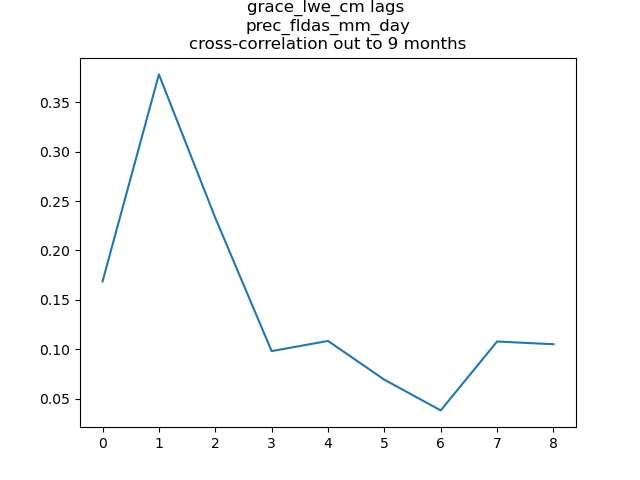 grace_lwe_cm lags
prec_fldas_mm_day
cross-correlation out to 9 months
0.35
0.30
0.25
0.20
0.15
0.10
0.05
0 1 2 3 4 5 6 7 8